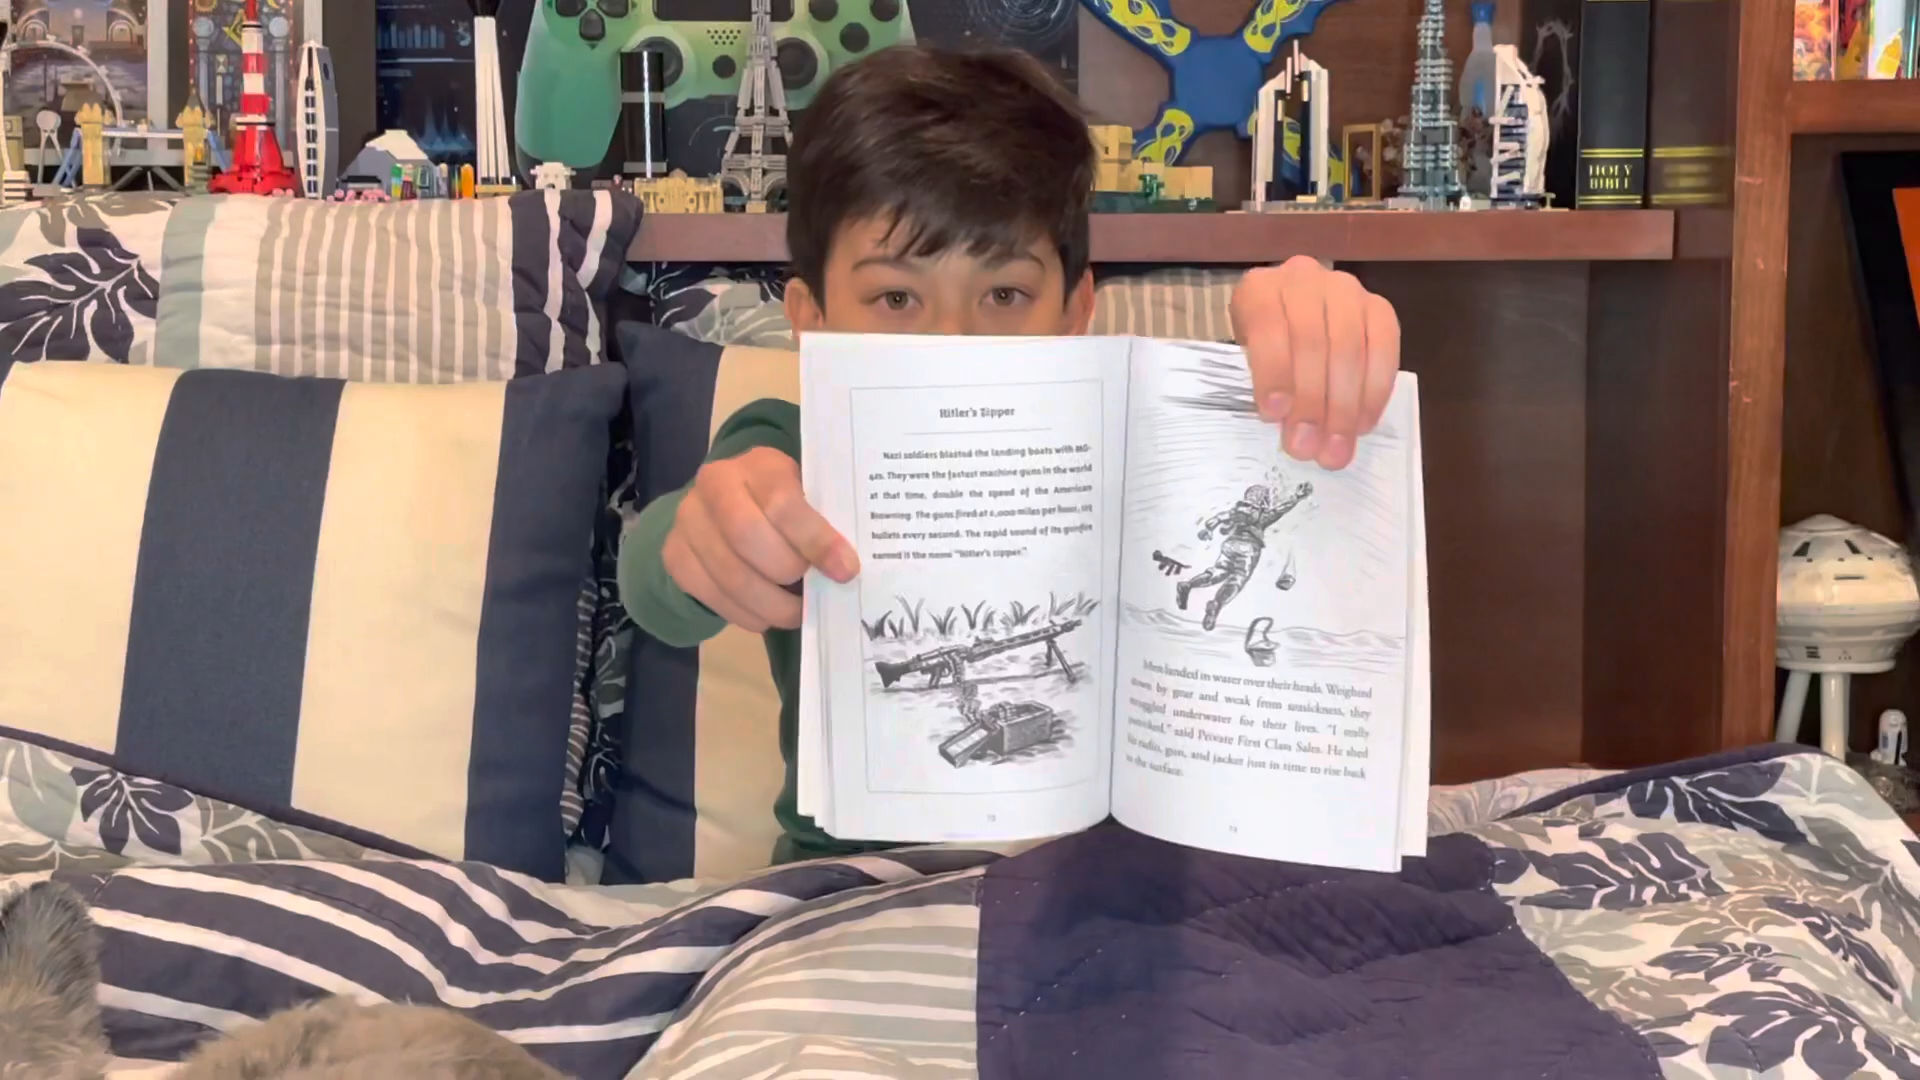 HOLY
BIBLE
Hitler's Zipper
Nazi soldiers blasted the landing boats with MG-
42s. They were the fastest machine guns in the world
at that time, double the speed of the American
Browning. The guns fired at 2,000 miles per hour,
bullets every second. The rapid sound of its gunfire
earned it the name "Hitler's zipper."
Men landed in water over their heads. Weighted
down by gear and weak from seasickness, they
struggled underwater for their lives. "I really
panicked," said Private First Class Sales. He shed
his radio, gun, and jacket just in time to rise back
to the surface.